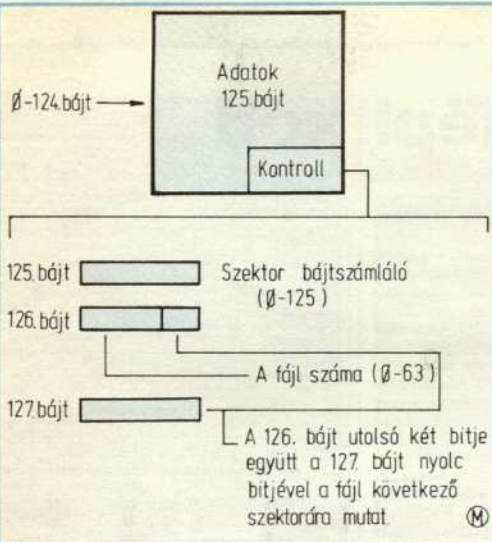 Adatok
125.bájt
Ø-124.bájt
Kontroll
125.bájt
Szektor bájtszámláló
(Ø-125)
126.bájt
A fájl száma (Ø-63)
127.bájt
A 126. bájt utolsó két bitje
együtt a 127. bájt nyolc
bitjével a fájl következő
szektorára mutat.
M